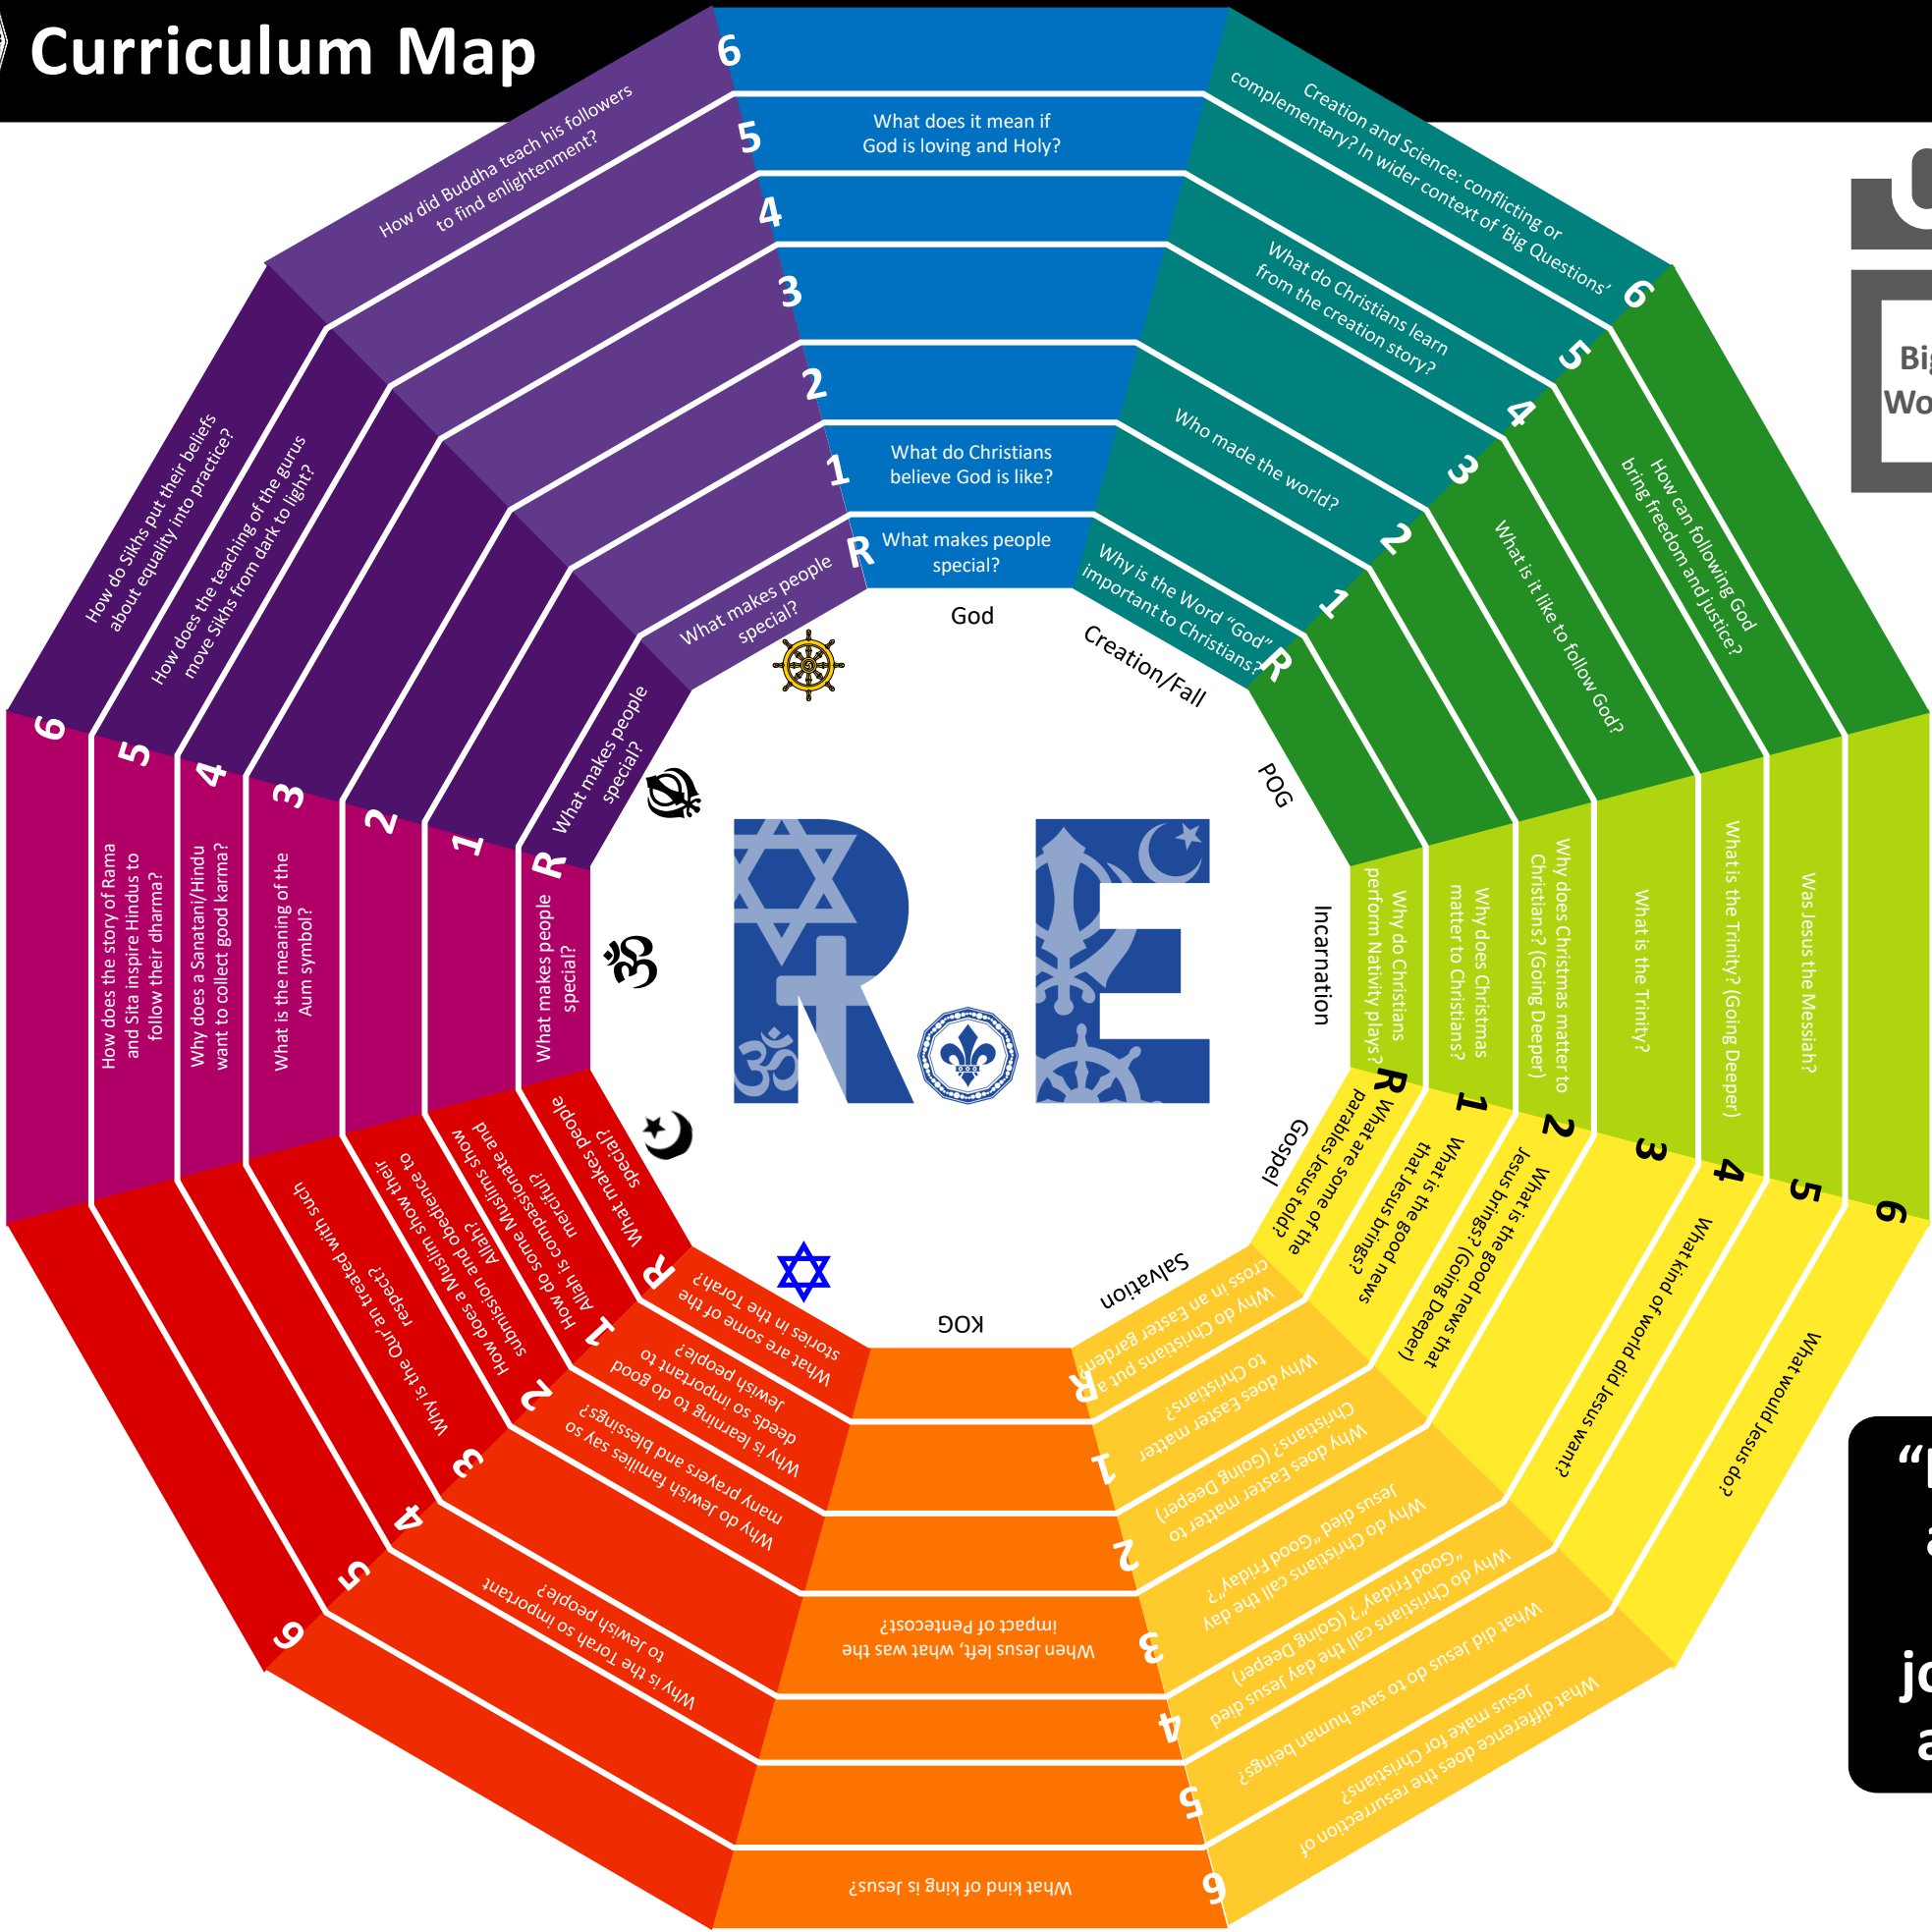 Curriculum Map
6
5
What does it mean if
God is loving and Holy?
4
3
2
1
What do Christians
believe God is like?
R
What makes people
special?
God
Creation and Science: conflicting or
complementary? In wider context of ‘Big Questions’
6
5
What do Christians learn
from the creation story?
4
3
Who made the world?
2
1
Why is the Word “God”
important to Christians?
R
Creation/Fall
How can following God
bring freedom and justice?
What is it like to follow God?
POG
Why do Christians
perform Nativity plays?
Why does Christmas
matter to Christians?
Why does Christmas matter to
Christians? (Going Deeper)
What is the Trinity?
What is the Trinity? (Going Deeper)
Was Jesus the Messiah?
Incarnation
R
1
2
3
4
5
6
What are some of the
parables Jesus told?
What is the good news
that Jesus brings?
What is the good news that
Jesus brings? (Going Deeper)
What kind of world did Jesus want?
What would Jesus do?
Gospel
Salvation
Why do Christians put a
cross in an Easter garden?
Why does Easter matter
to Christians?
Why does Easter matter to
Christians? (Going Deeper)
Why do Christians call the day
Jesus died “Good Friday”?
Why do Christians call the day Jesus died
“Good Friday”? (Going Deeper)
What did Jesus do to save human beings?
What difference does the resurrection of
Jesus make for Christians?
R
1
2
3
4
5
6
KOG
When Jesus left, what was the
impact of Pentecost?
What kind of king is Jesus?
What are some of the
stories in the Torah?
Why is learning to do good
deeds so important to
Jewish people?
Why do Jewish families say so
many prayers and blessings?
Why is the Torah so important
to Jewish people?
R
1
2
3
4
5
6
What makes people
special?
How do some Muslims show
Allah is compassionate and
merciful?
How does a Muslim show their
submission and obedience to
Allah?
Why is the Qur’an treated with such
respect?
What makes people
special?
What is the meaning of the
Aum symbol?
Why does a Sanatani/Hindu
want to collect good karma?
How does the story of Rama
and Sita inspire Hindus to
follow their dharma?
ॐ
R
1
2
3
4
5
6
What makes people
special?
How does the teaching of the gurus
move Sikhs from dark to light?
How do Sikhs put their beliefs
about equality into practice?
What makes people
special?
How did Buddha teach his followers
to find enlightenment?
R.E
ॐ